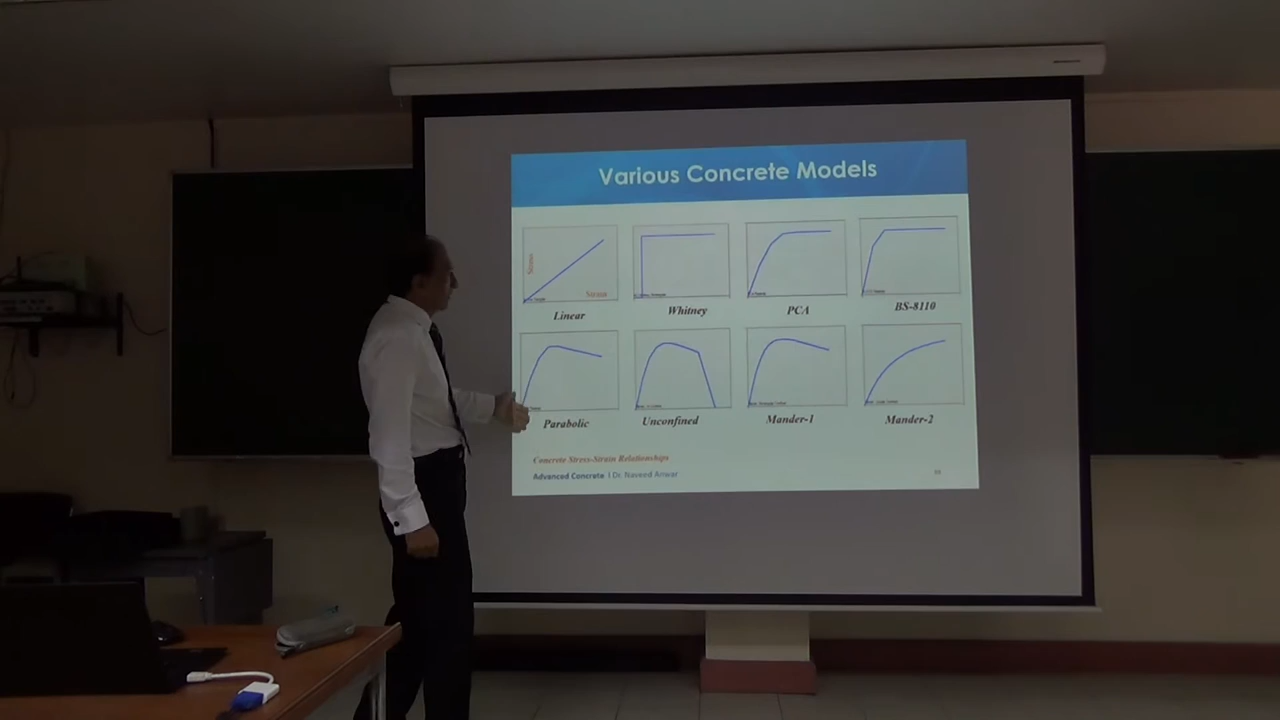 Various Concrete Models
Stress
Strain
Linear
Whitney
PCA
BS-8110
Parabolic
Unconfined
Mander-1
Mander-2
Concrete Stress-Strain Relationships
Advanced Concrete | Dr. Naveed Anwar